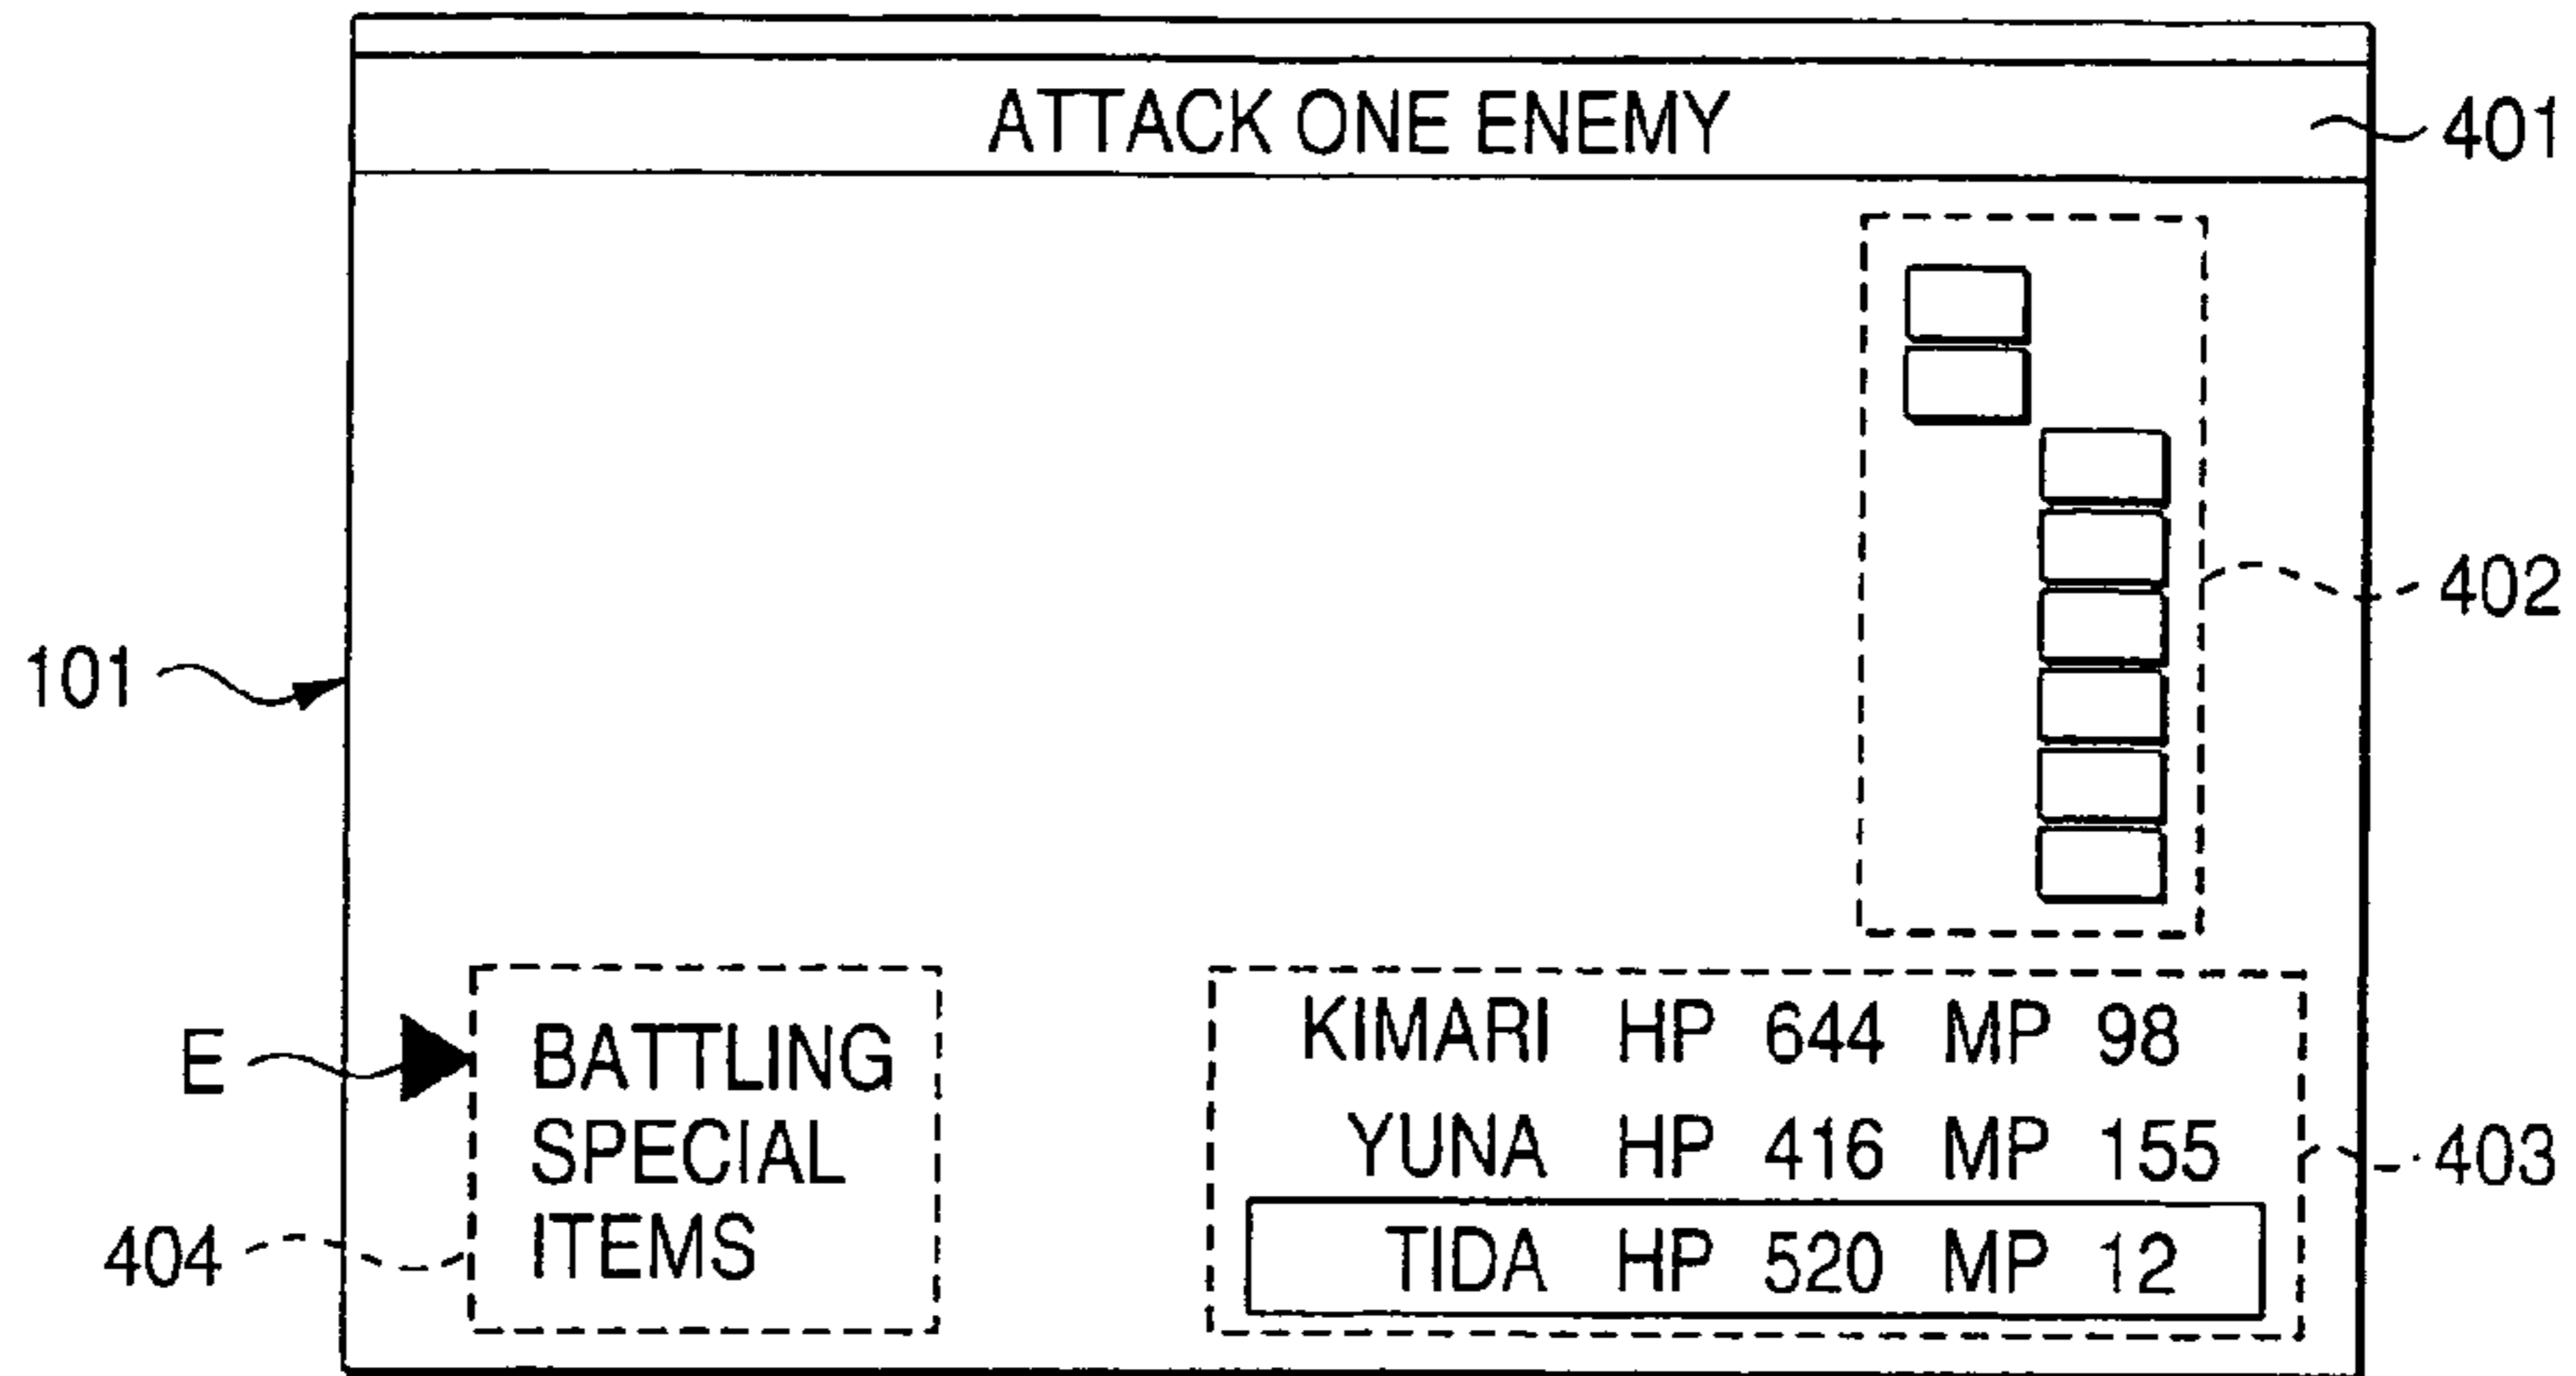 ATTACK ONE ENEMY
401
402
101
E
BATTLING
SPECIAL
ITEMS
404
KIMARI HP 644 MP 98
YUNA HP 416 MP 155
TIDA HP 520 MP 12
403